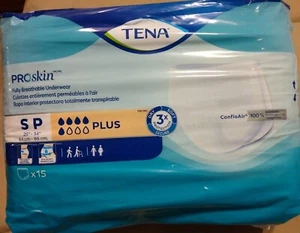 TENA
PROskin
Fully Breathable Underwear
Culottes entièrement perméables à l'air
Ropa interior protectora totalmente transpirable
S P
PLUS
3x
ConfioAir 100%
x15